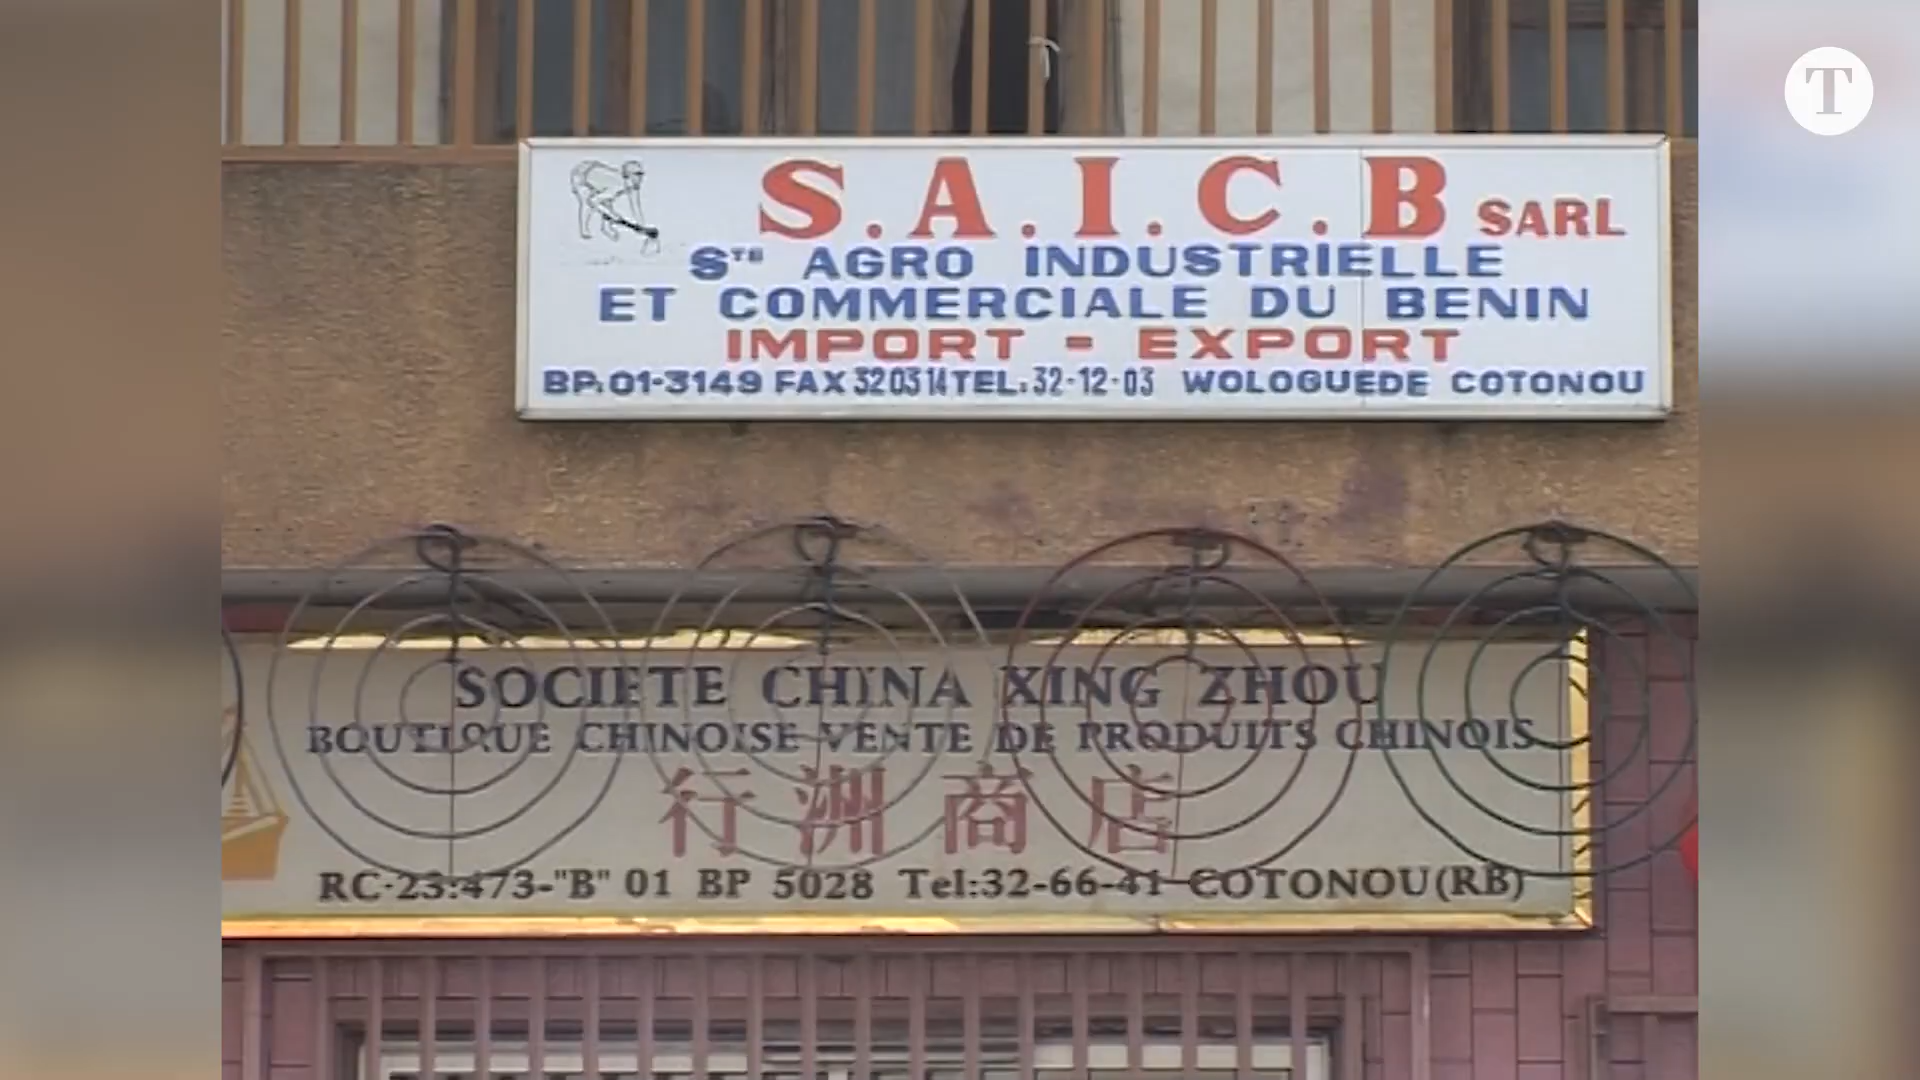 T
S.A.I.C.B SARL
STE AGRO INDUSTRIELLE
ET COMMERCIALE DU BENIN
IMPORT - EXPORT
BP.01-3149 FAX 320314 TEL.32-12-03 WOLOGUEDE COTONOU
SOCIETE CHINA XING ZHOU
BOUTIQUE CHINOISE VENTE DE PRODUITS CHINOIS
行洲商店
RC-23:473-"B" 01 BP 5028 Tel:32-66-41 COTONOU(RB)